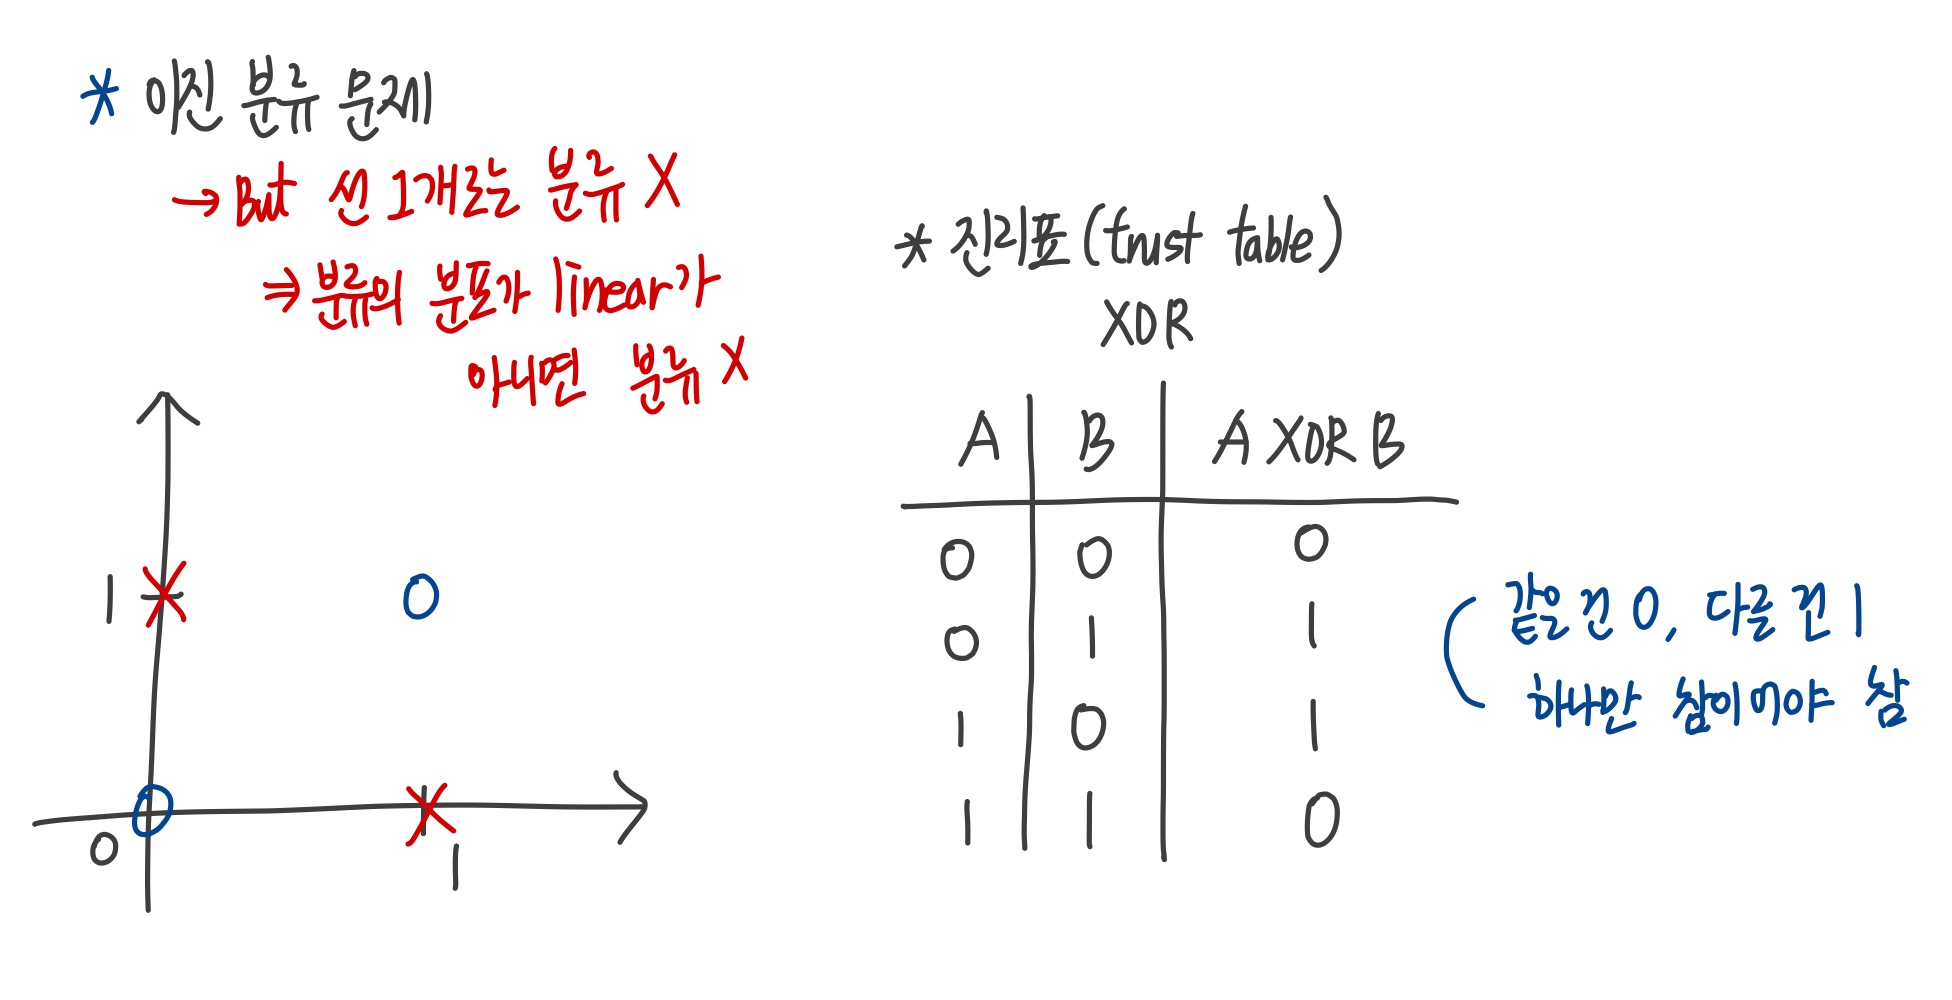 * 이진 분류 문제
→ But 선 1개로는 분류 X
⇒ 분류의 분포가 linear가
아니면 분류 X
1
0
1
* 진리표 (trust table)
XOR
A B A XOR B
0 0 0
0 1 1
1 0 1
1 1 0
같을 건 0, 다를 건 1
하나만 참이어야 참